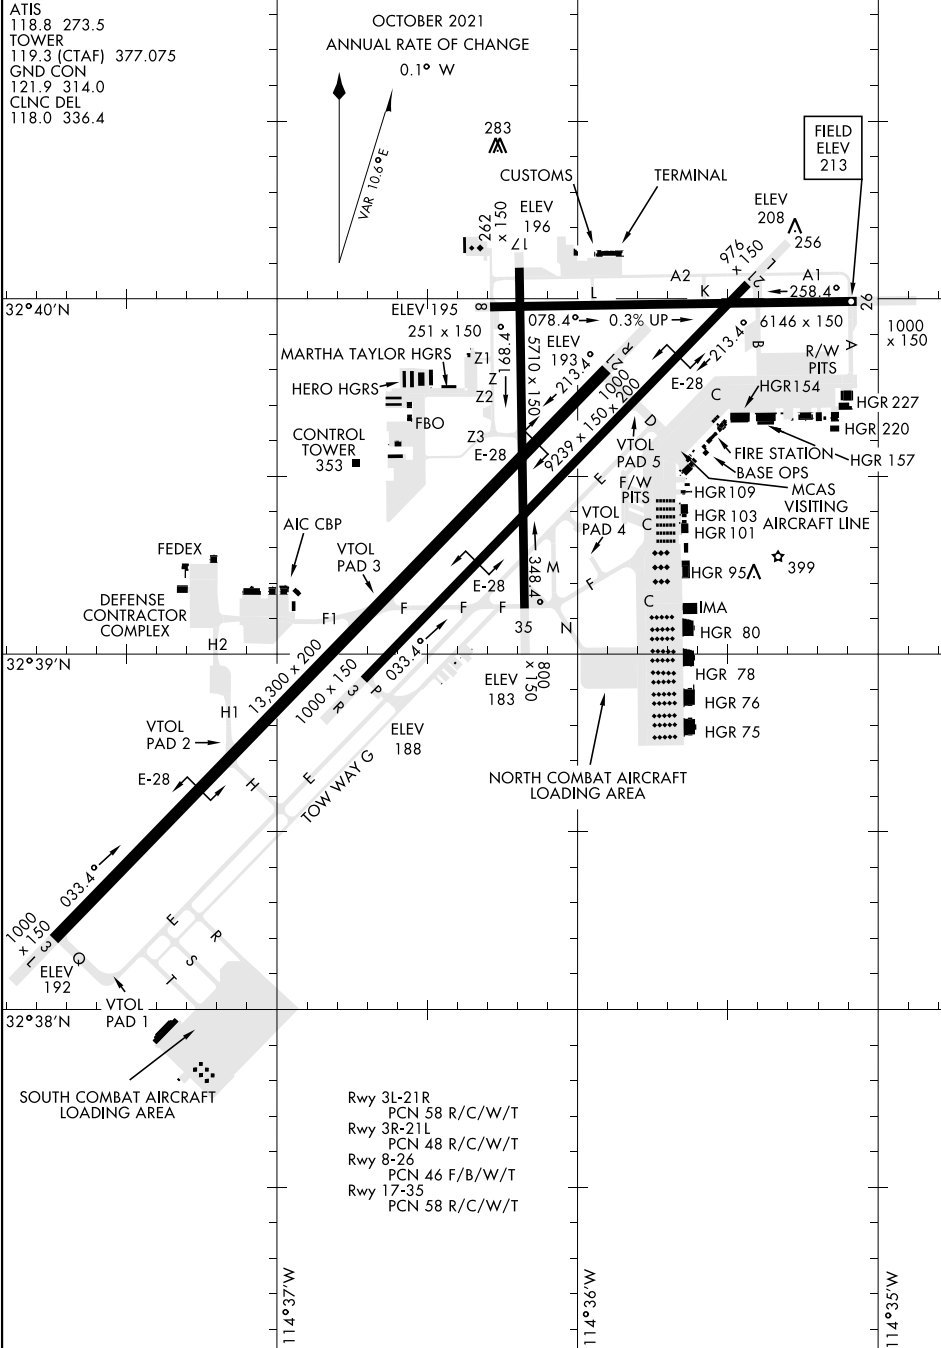 ATIS
118.8 273.5
TOWER
119.3 (CTAF) 377.075
GND CON
121.9 314.0
CLNC DEL
118.0 336.4
OCTOBER 2021
ANNUAL RATE OF CHANGE
0.1° W
VAR 10.6° E
283
FIELD
ELEV
213
CUSTOMS
TERMINAL
262
x 150
ELEV
196
17
ELEV
208
256
976
x 150
21
L
A2
A1
L
K
258.4°
32°40'N
ELEV 195
8
26
251 x 150
078.4°
0.3% UP
6146 x 150
1000
x 150
168.4°
5710 x 150
ELEV
193
213.4°
21
R
1000
213.4°
B
A
R/W
PITS
MARTHA TAYLOR HGRS
Z1
Z
Z2
HERO HGRS
FBO
Z3
E-28
E-28
HGR 154
C
HGR 227
HGR 220
CONTROL
TOWER
353
9239 x 150 x 200
VTOL
PAD 5
D
E
FIRE STATION
HGR 157
BASE OPS
F/W
PITS
HGR 109
MCAS
VISITING
AIRCRAFT LINE
VTOL
PAD 4
C
HGR 103
HGR 101
AIC CBP
VTOL
PAD 3
FEDEX
E-28
348.4°
M
F
HGR 95
399
DEFENSE
CONTRACTOR
COMPLEX
F1
F
F
F
35
N
C
IMA
HGR 80
H2
32°39'N
13,300 x 200
1000 x 150
3
R
P
033.4°
ELEV
183
800
x 150
HGR 78
HGR 76
HGR 75
H1
VTOL
PAD 2
ELEV
188
E-28
H
E
TOW WAY G
NORTH COMBAT AIRCRAFT
LOADING AREA
033.4°
1000
x 150
3
L
ELEV
192
Q
E
R
S
T
VTOL
PAD 1
32°38'N
SOUTH COMBAT AIRCRAFT
LOADING AREA
Rwy 3L-21R
PCN 58 R/C/W/T
Rwy 3R-21L
PCN 48 R/C/W/T
Rwy 8-26
PCN 46 F/B/W/T
Rwy 17-35
PCN 58 R/C/W/T
114°37'W
114°36'W
114°35'W